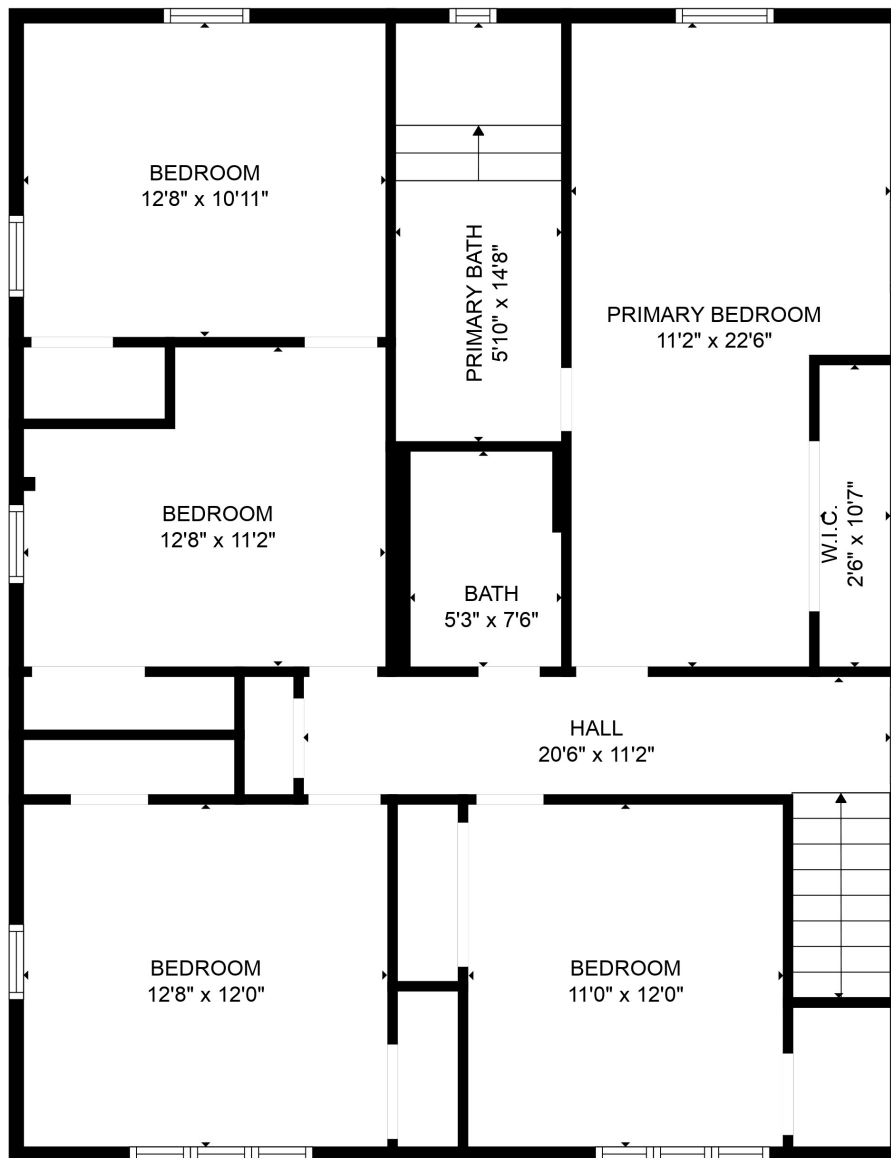 BEDROOM
12'8" x 10'11"
PRIMARY BATH
5'10" x 14'8"
PRIMARY BEDROOM
11'2" x 22'6"
BEDROOM
12'8" x 11'2"
W.I.C.
2'6" x 10'7"
BATH
5'3" x 7'6"
HALL
20'6" x 11'2"
BEDROOM
12'8" x 12'0"
BEDROOM
11'0" x 12'0"